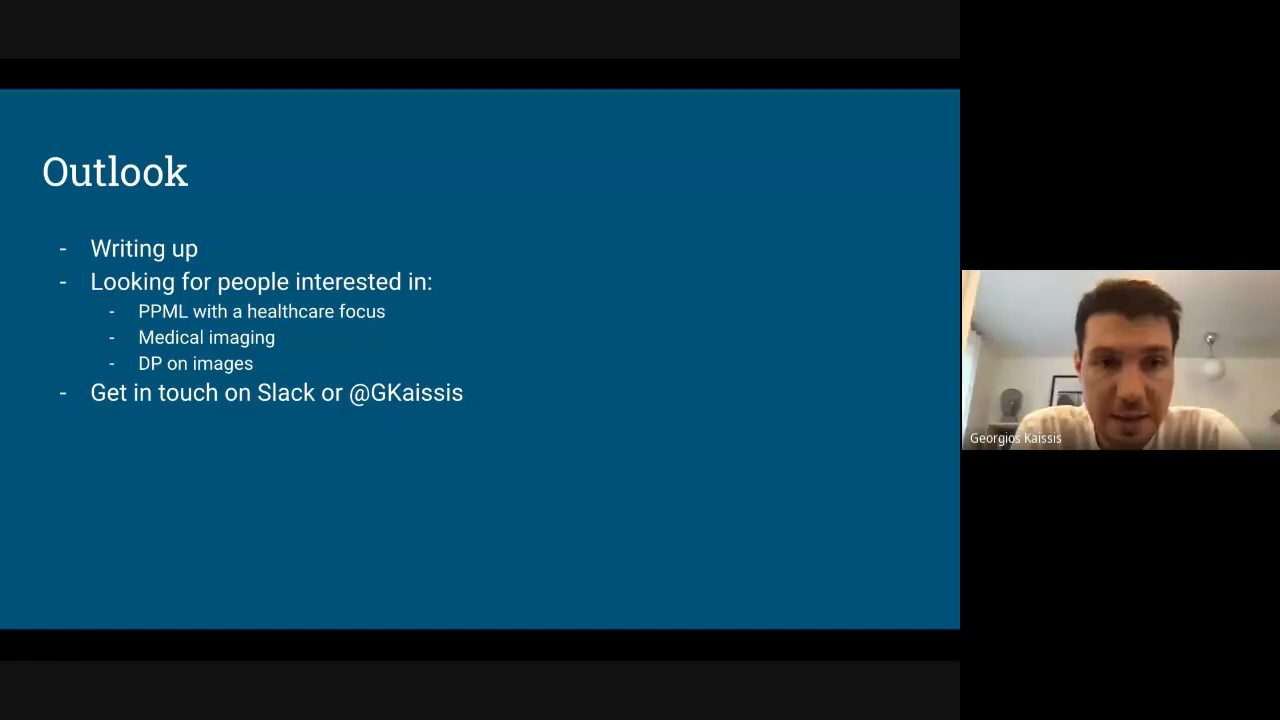 Outlook
- Writing up
- Looking for people interested in:
- PPML with a healthcare focus
- Medical imaging
- DP on images
- Get in touch on Slack or @GKaissis
Georgios Kaissis